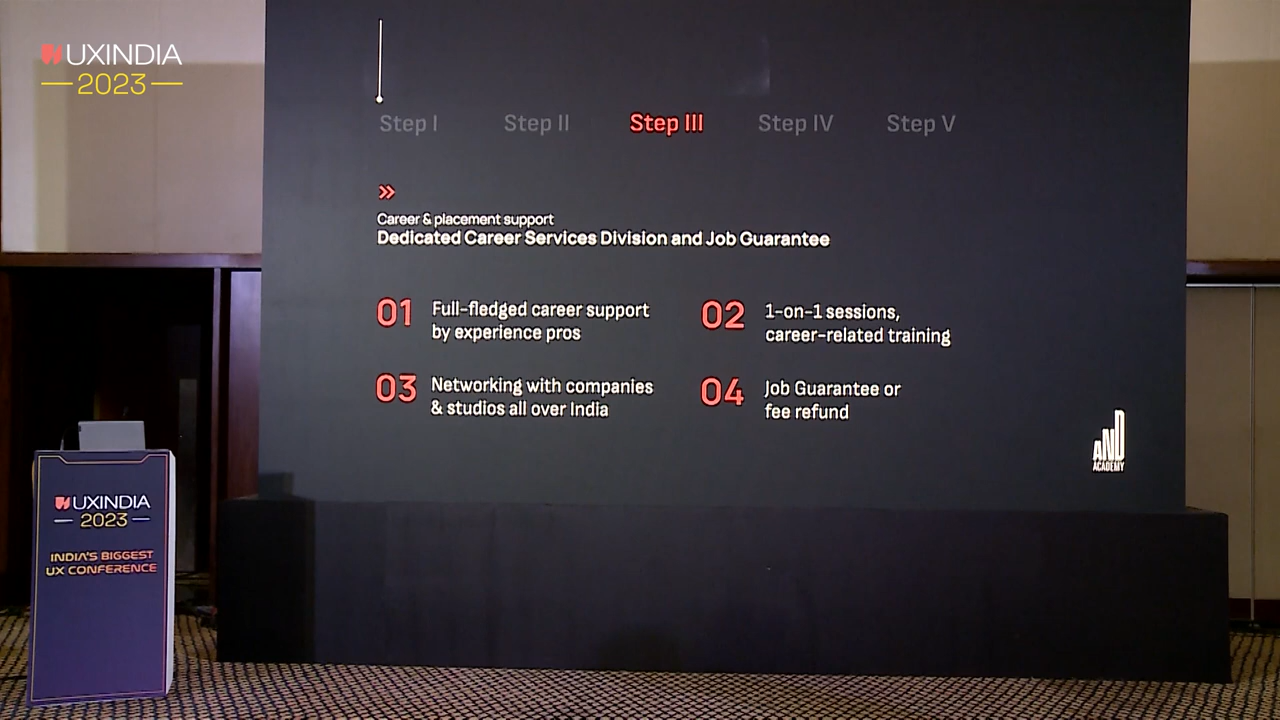 UXINDIA
2023
Step I Step II Step III Step IV Step V
Career & placement support
Dedicated Career Services Division and Job Guarantee
01 Full-fledged career support
by experience pros
02 1-on-1 sessions,
career-related training
03 Networking with companies
& studios all over India
04 Job Guarantee or
fee refund
AND
ACADEMY
UXINDIA
2023
INDIA'S BIGGEST
UX CONFERENCE